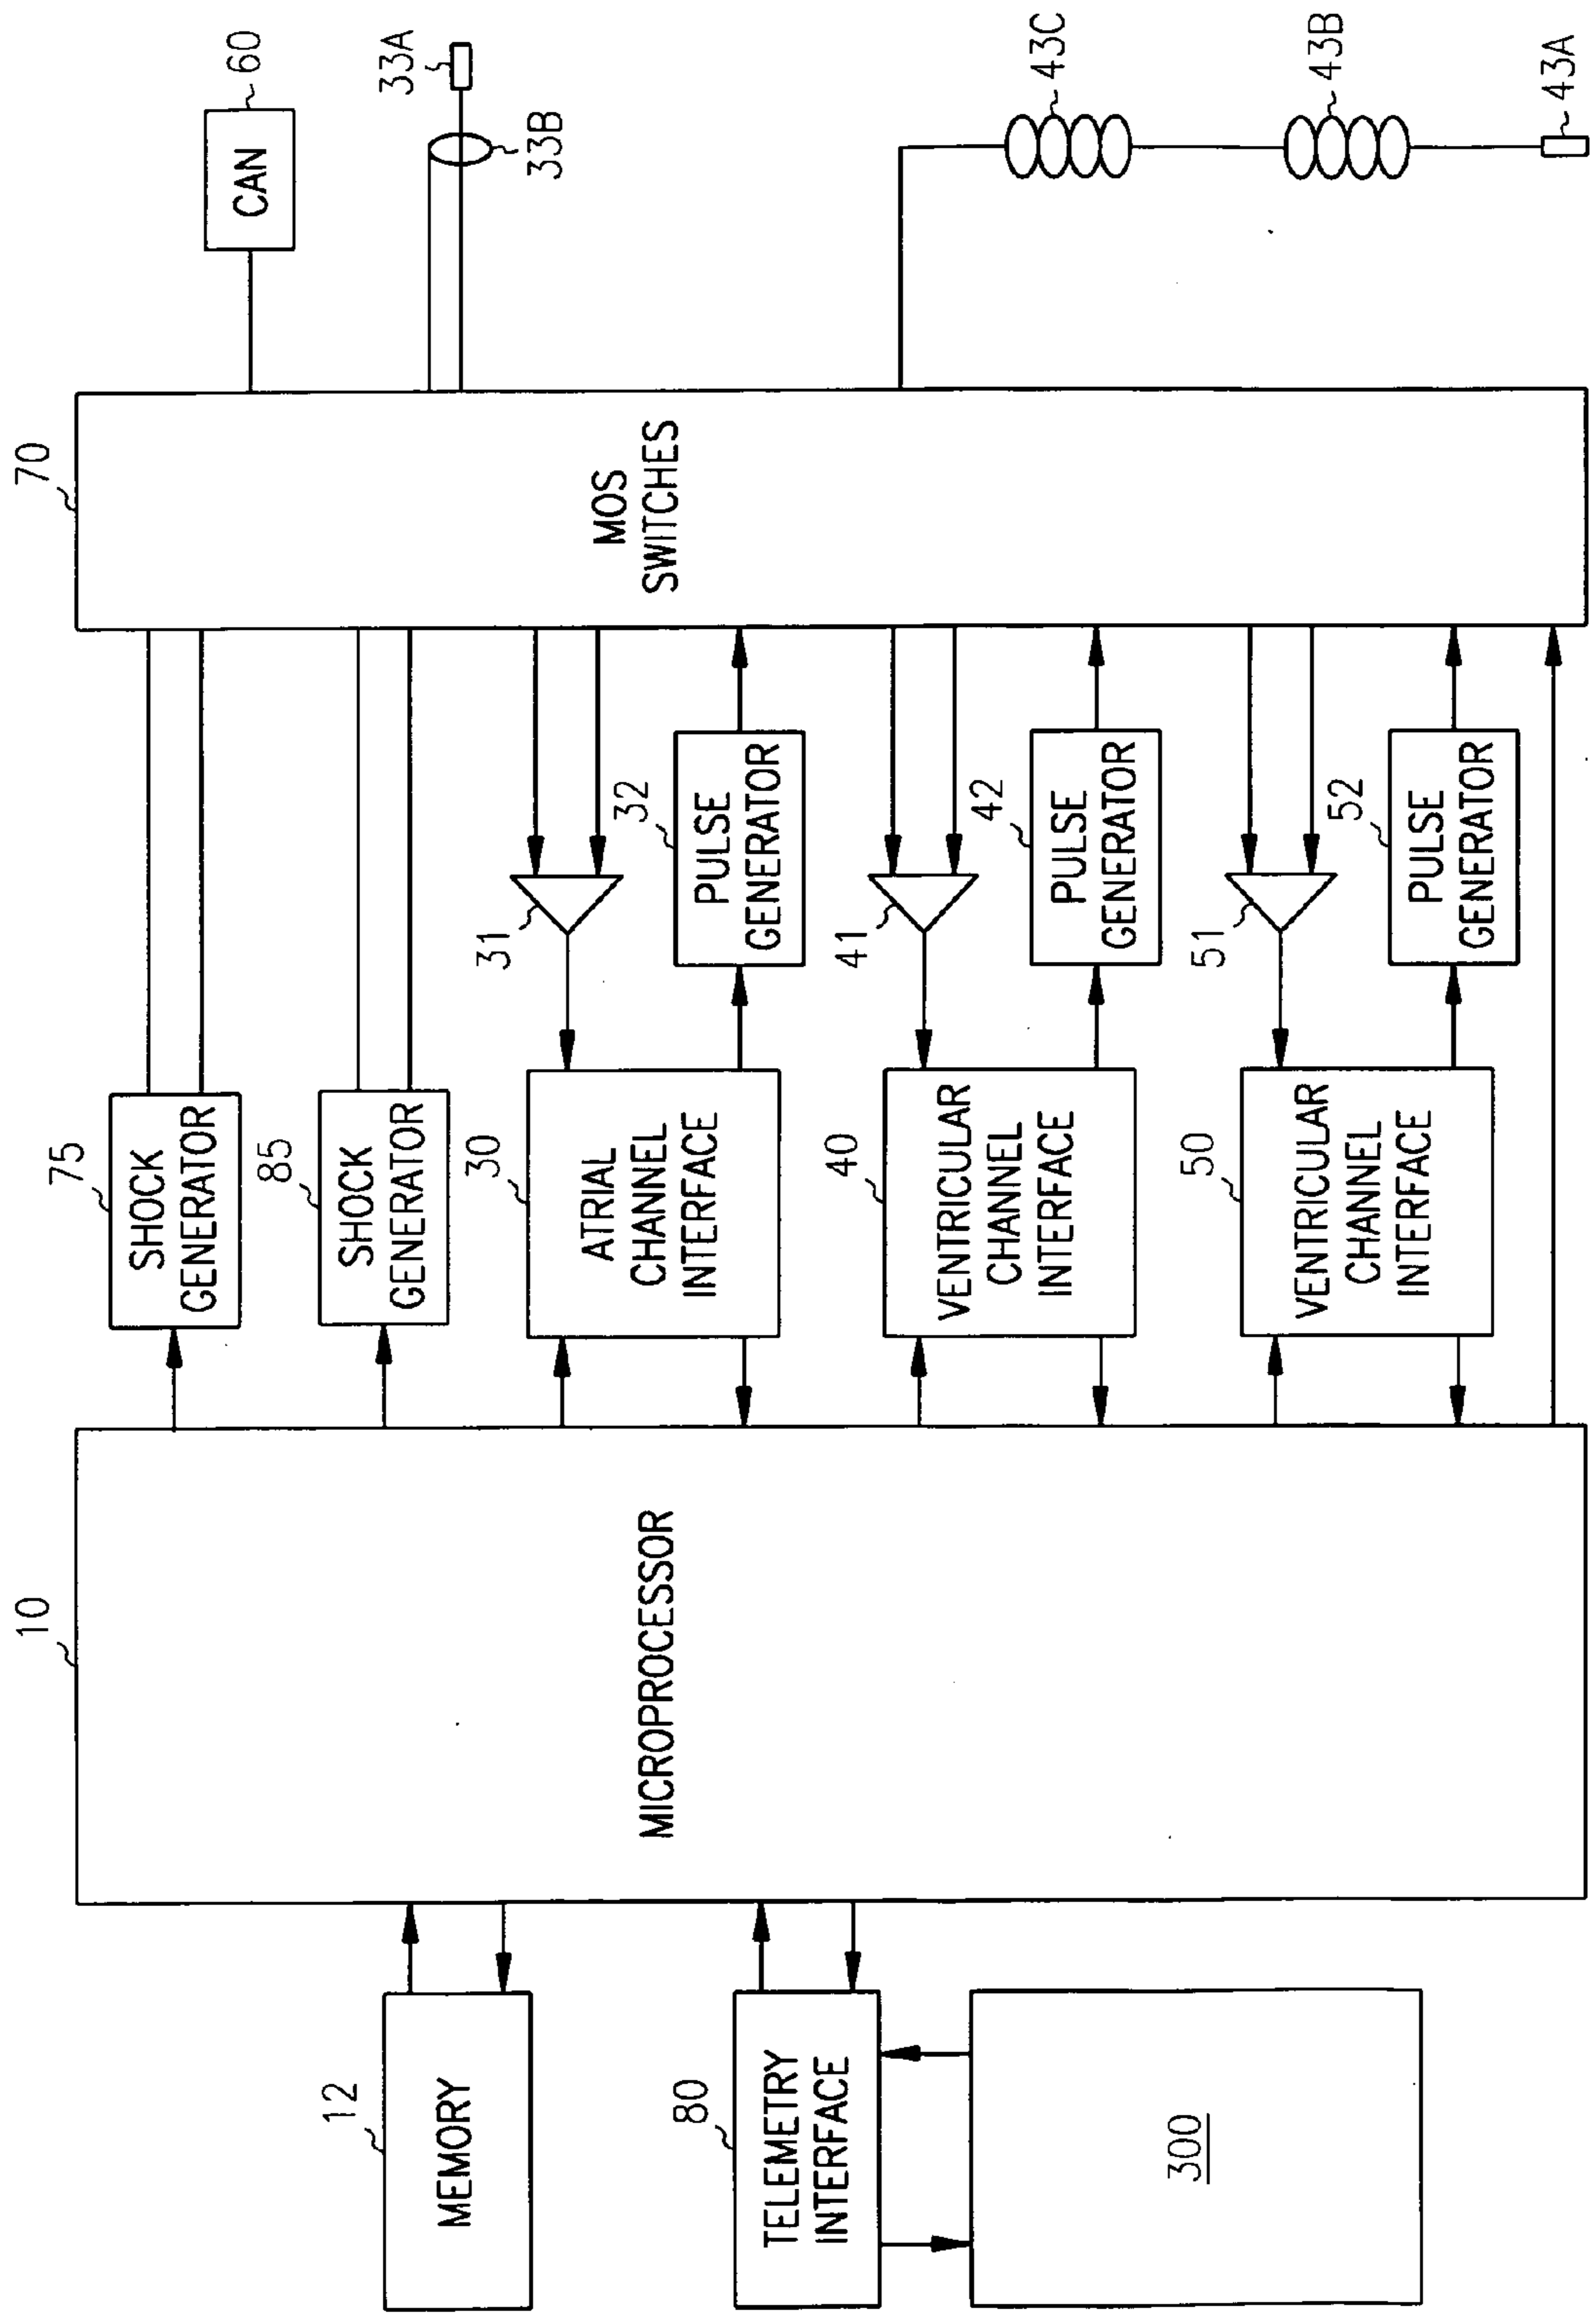 10
70
12
MEMORY
80
TELEMETRY
INTERFACE
300
MICROPROCESSOR
75
SHOCK
GENERATOR
85
SHOCK
GENERATOR
30
ATRIAL
CHANNEL
INTERFACE
31
32
PULSE
GENERATOR
40
VENTRICULAR
CHANNEL
INTERFACE
41
42
PULSE
GENERATOR
50
VENTRICULAR
CHANNEL
INTERFACE
51
52
PULSE
GENERATOR
MOS
SWITCHES
CAN
60
33A
33B
43C
43B
43A